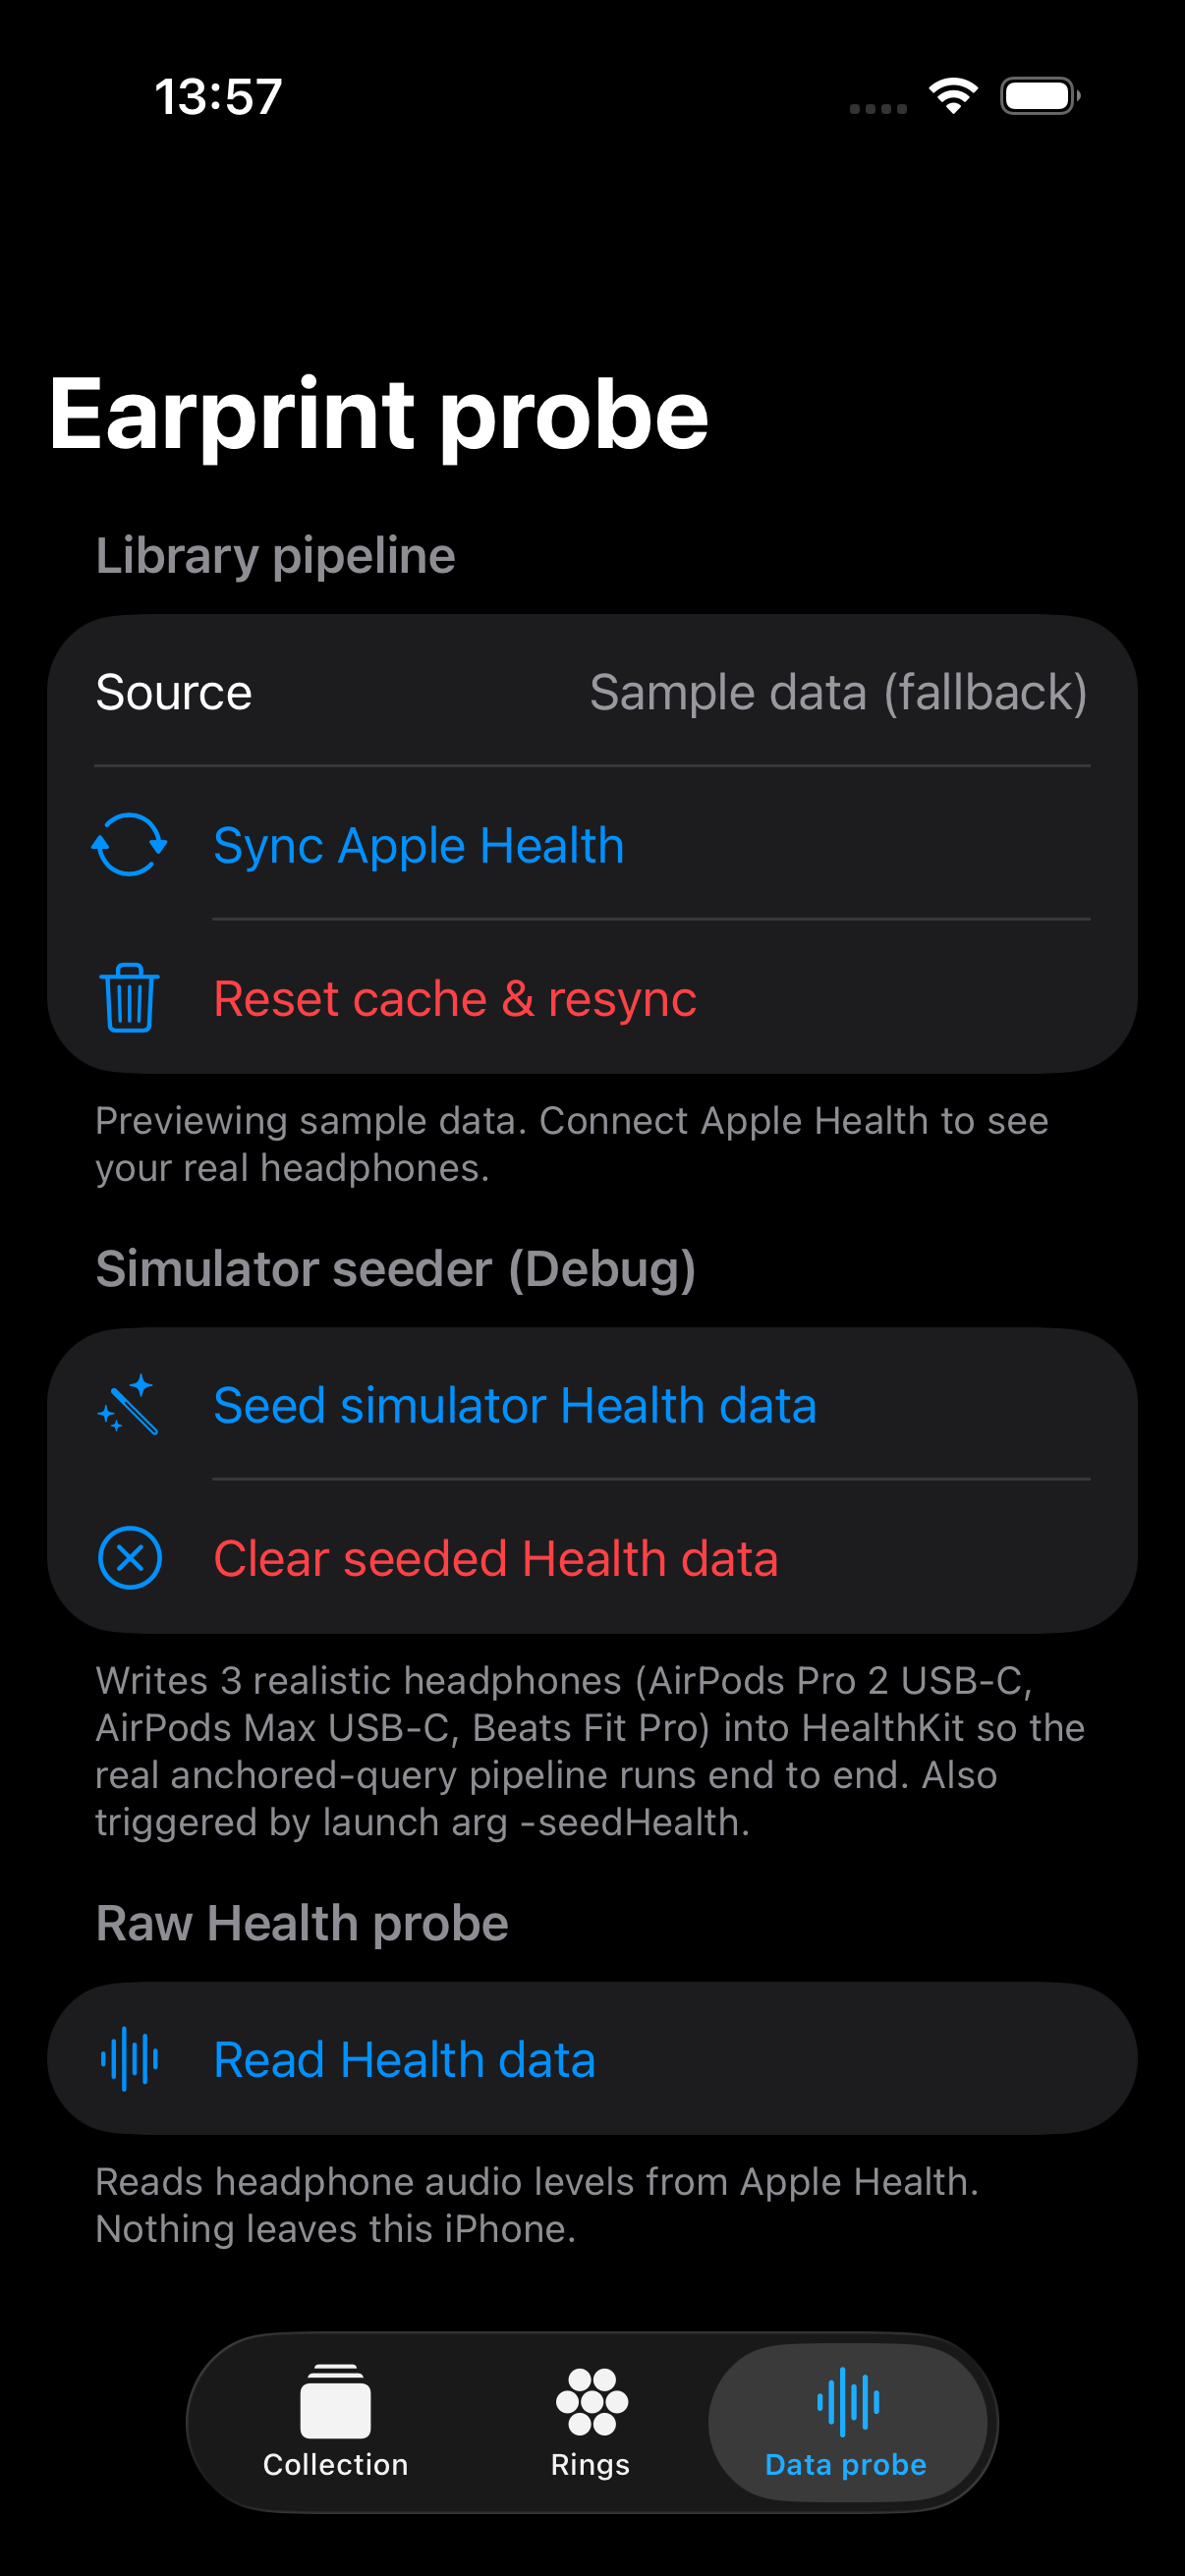 13:57
Earprint probe
Library pipeline
Source Sample data (fallback)
Sync Apple Health
Reset cache & resync
Previewing sample data. Connect Apple Health to see
your real headphones.
Simulator seeder (Debug)
Seed simulator Health data
Clear seeded Health data
Writes 3 realistic headphones (AirPods Pro 2 USB-C,
AirPods Max USB-C, Beats Fit Pro) into HealthKit so the
real anchored-query pipeline runs end to end. Also
triggered by launch arg -seedHealth.
Raw Health probe
Read Health data
Reads headphone audio levels from Apple Health.
Nothing leaves this iPhone.
Collection Rings Data probe